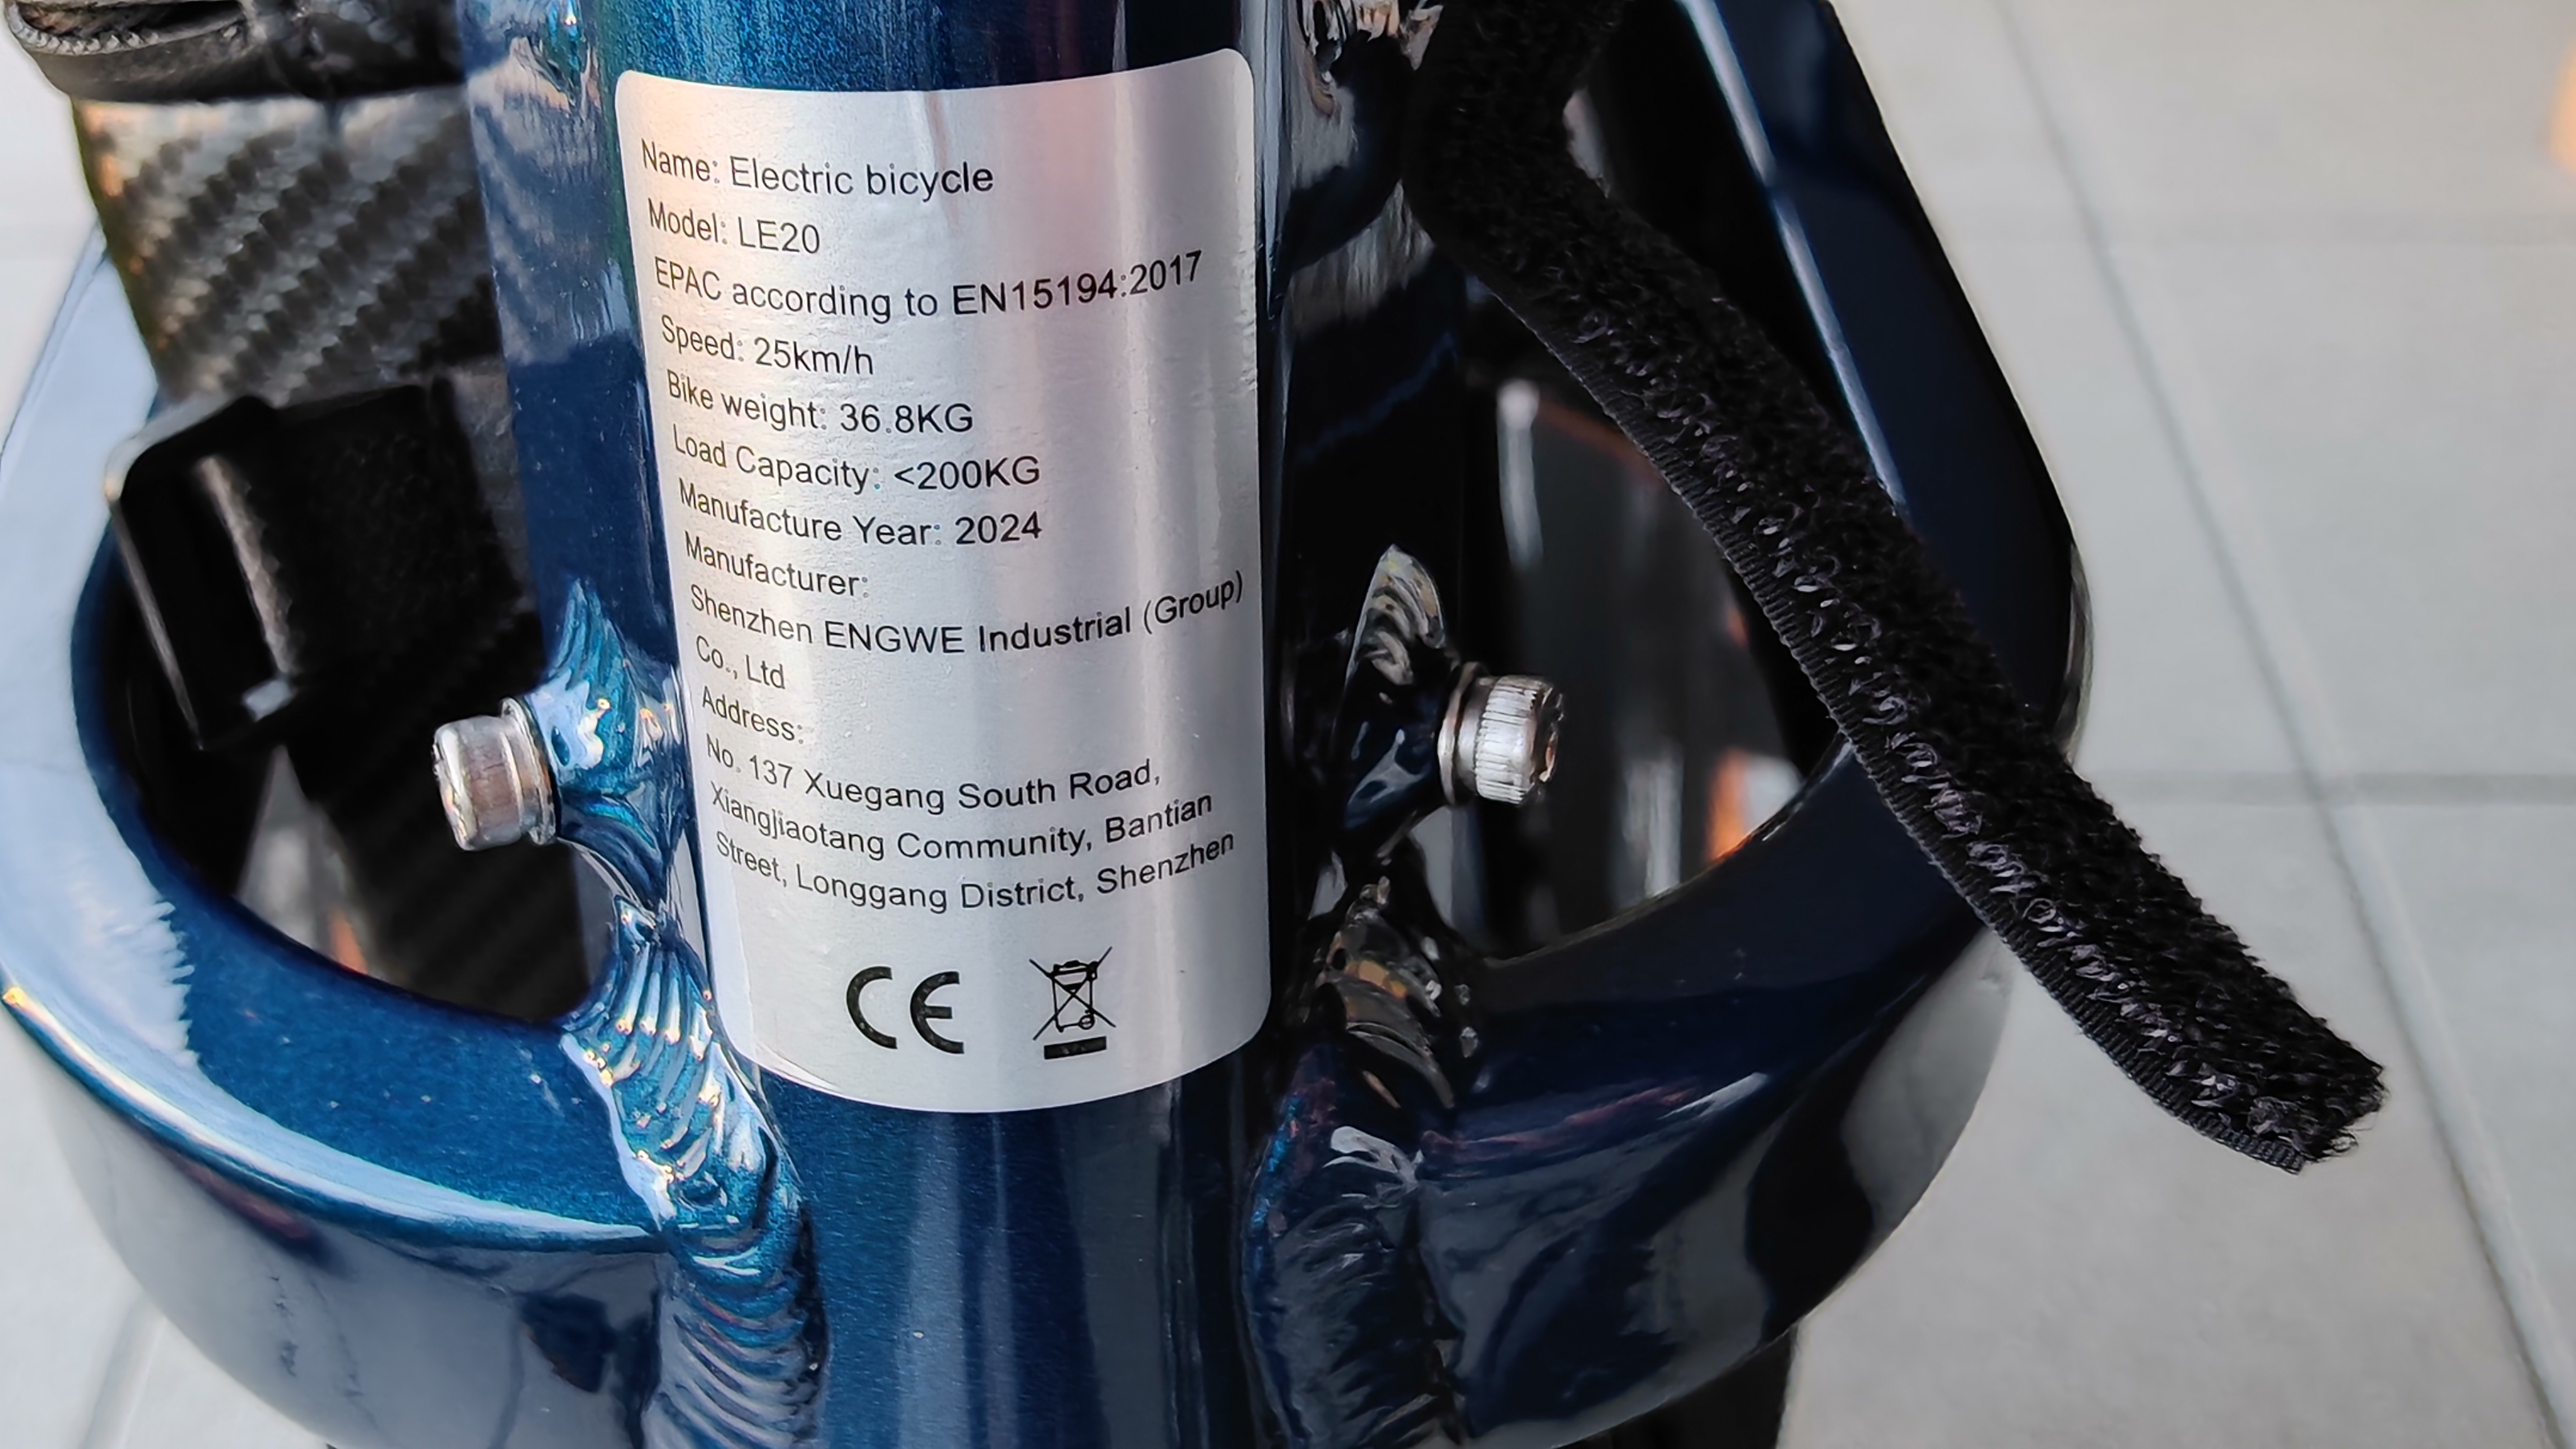 Name: Electric bicycle
Model: LE20
EPAC according to EN15194:2017
Speed: 25km/h
Bike weight: 36.8KG
Load Capacity: <200KG
Manufacture Year: 2024
Manufacturer:
Shenzhen ENGWE Industrial (Group)
Co., Ltd
Address:
No. 137 Xuegang South Road,
Xiangjiaotang Community, Bantian
Street, Longgang District, Shenzhen
CE